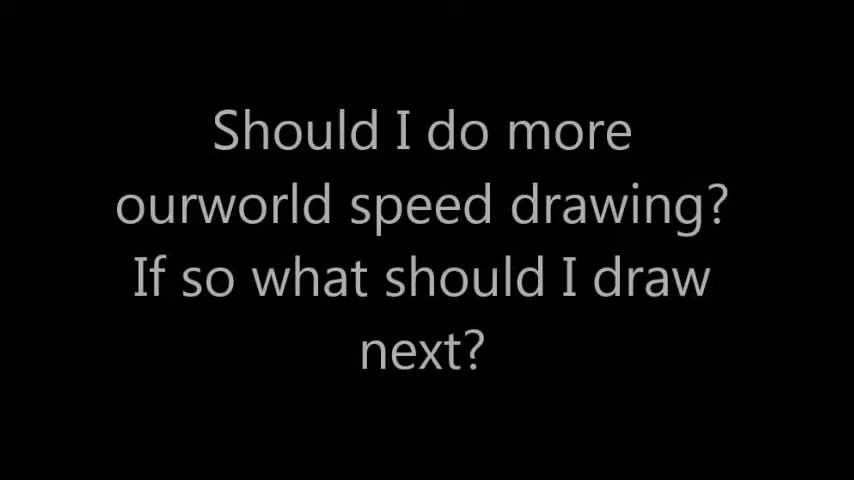 Should I do more
ourworld speed drawing?
If so what should I draw
next?